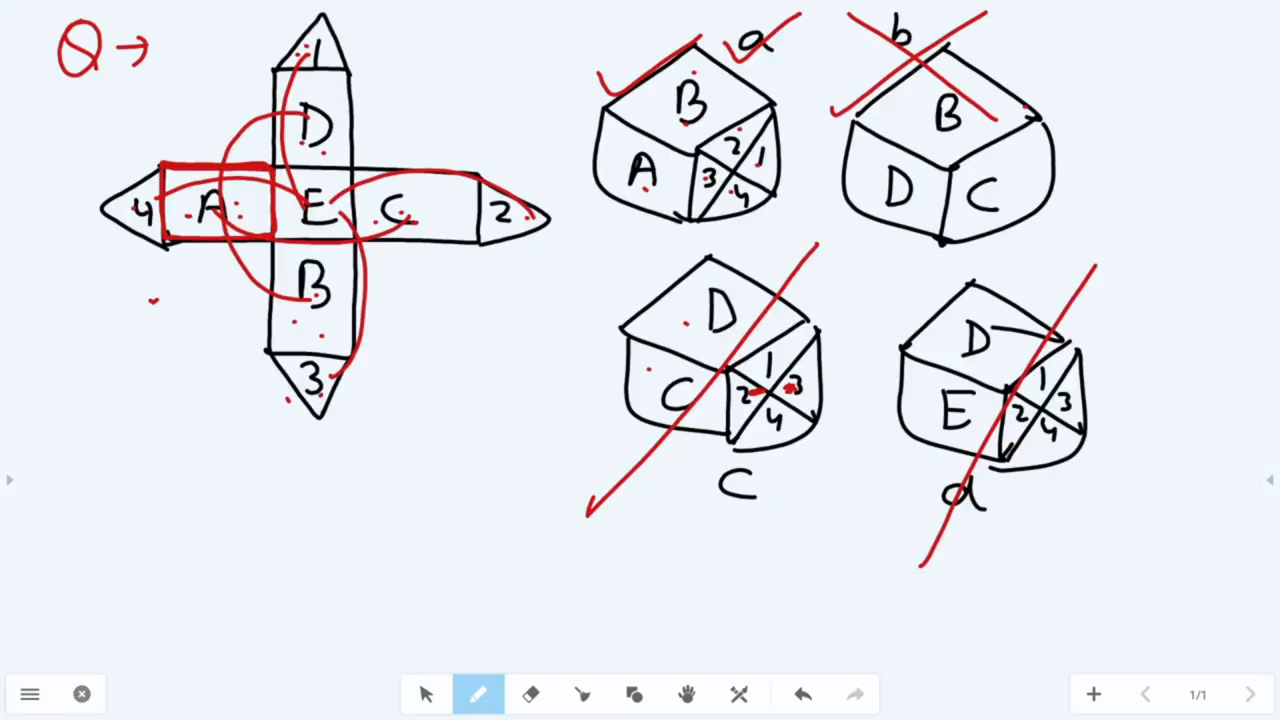 Q →
1
D
4 A E C 2
B
3
a
B
A 2 1 3 4
b
B
D C
D
C 1 2 3 4
C
D
E 1 2 3 4
d
1/1